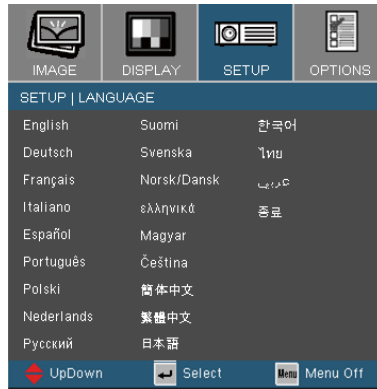 IMAGE DISPLAY SETUP OPTIONS
SETUP | LANGUAGE
English Suomi 한국어
Deutsch Svenska ไทย
Français Norsk/Dansk عربي
Italiano ελληνικά 종료
Español Magyar
Português Čeština
Polski 簡体中文
Nederlands 繁體中文
Русский 日本語
UpDown Select Menu Menu Off